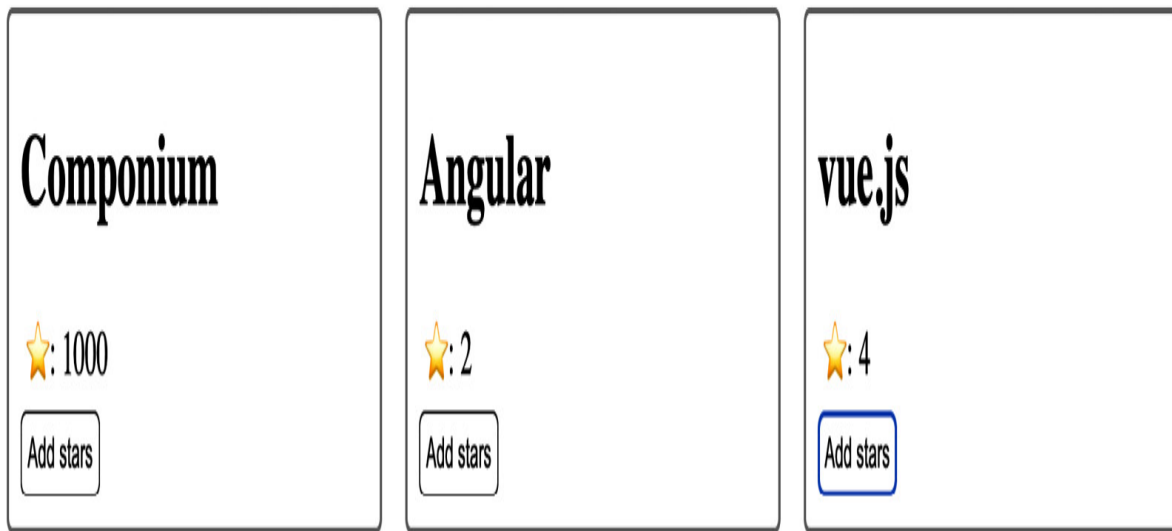 Componium
⭐: 1000
Add stars
Angular
⭐: 2
Add stars
vue.js
⭐: 4
Add stars